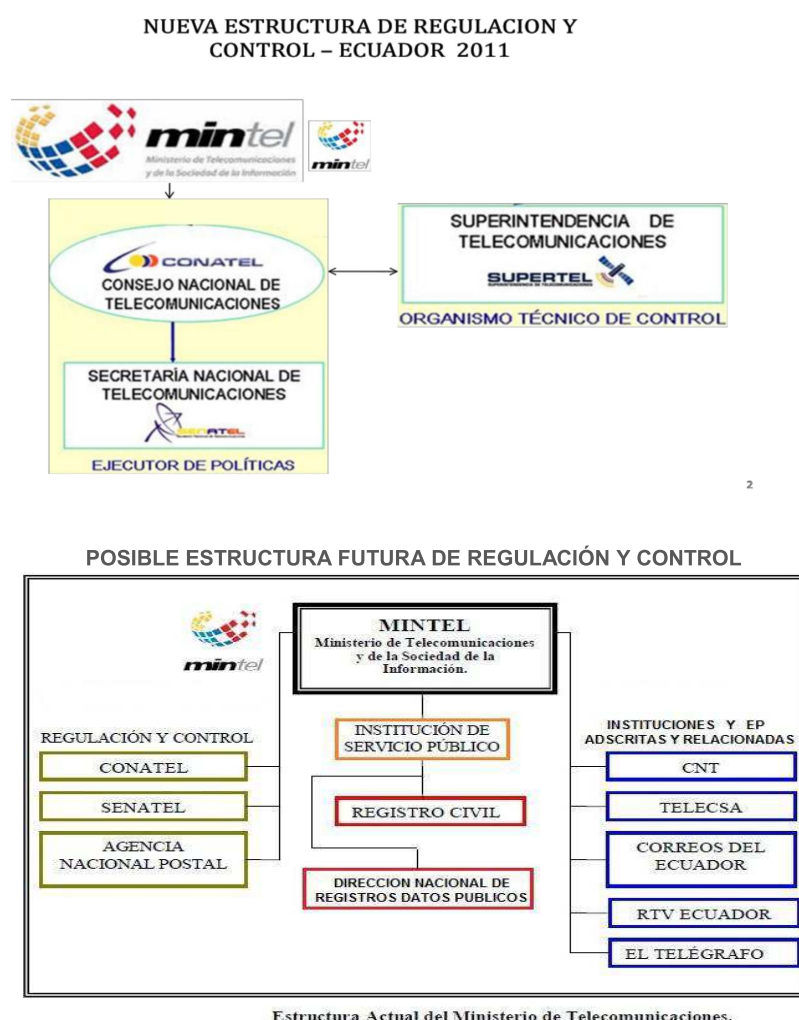 NUEVA ESTRUCTURA DE REGULACION Y
CONTROL – ECUADOR 2011
mintel
Ministerio de Telecomunicaciones
y de la Sociedad de la Información
mintel
CONATEL
CONSEJO NACIONAL DE
TELECOMUNICACIONES
SECRETARÍA NACIONAL DE
TELECOMUNICACIONES
SENATEL
EJECUTOR DE POLÍTICAS
SUPERINTENDENCIA DE
TELECOMUNICACIONES
SUPERTEL
SUPERINTENDENCIA DE TELECOMUNICACIONES
ORGANISMO TÉCNICO DE CONTROL
2
POSIBLE ESTRUCTURA FUTURA DE REGULACIÓN Y CONTROL
mintel
MINTEL
Ministerio de Telecomunicaciones
y de la Sociedad de la
Información.
REGULACIÓN Y CONTROL
CONATEL
SENATEL
AGENCIA
NACIONAL POSTAL
INSTITUCIÓN DE
SERVICIO PÚBLICO
REGISTRO CIVIL
DIRECCION NACIONAL DE
REGISTROS DATOS PUBLICOS
INSTITUCIONES Y EP
ADSCRITAS Y RELACIONADAS
CNT
TELECSA
CORREOS DEL
ECUADOR
RTV ECUADOR
EL TELÉGRAFO
Estructura Actual del Ministerio de Telecomunicaciones.